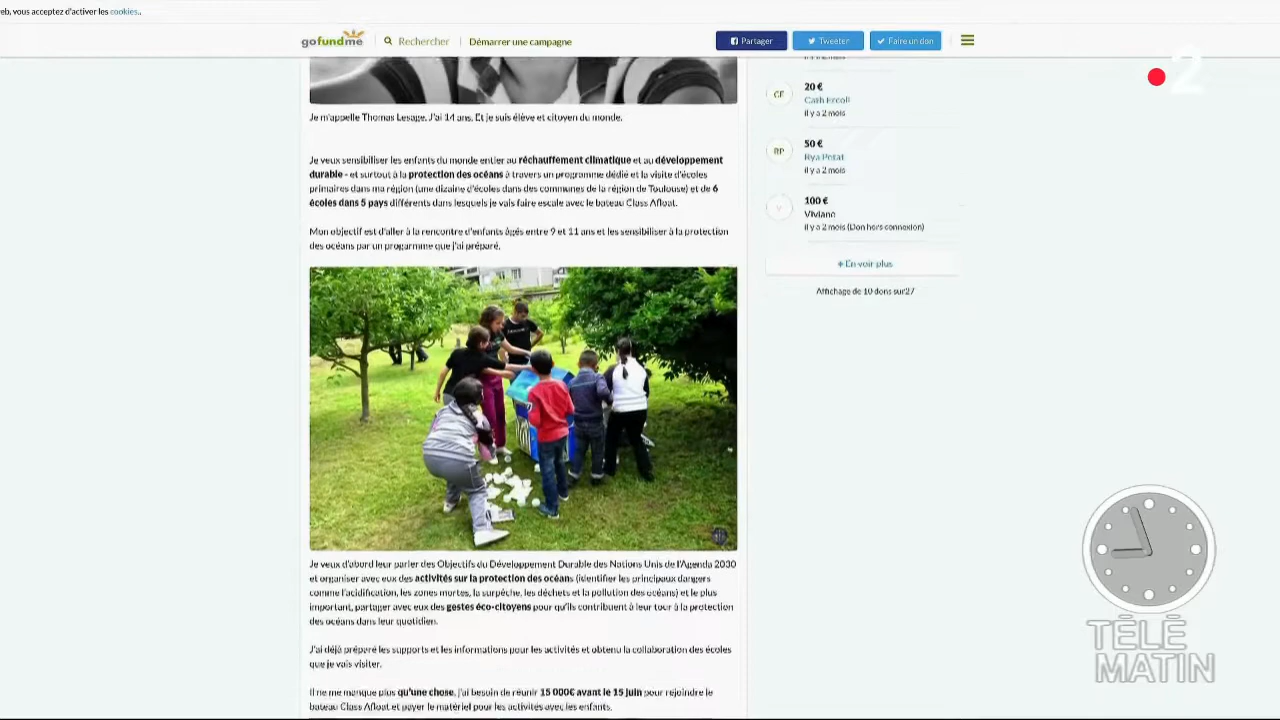 eb, vous acceptez d'activer les cookies..
gofundme
Rechercher
Démarrer une campagne
Partager
Tweeter
Faire un don
2
Je m'appelle Thomas Lesage. J'ai 14 ans. Et je suis élève et citoyen du monde.
Je veux sensibiliser les enfants du monde entier au réchauffement climatique et au développement
durable - et surtout à la protection des océans à travers un programme dédié et la visite d'écoles
primaires dans ma région (une dizaine d'écoles dans des communes de la région de Toulouse) et de 6
écoles dans 5 pays différents dans lesquels je vais faire escale avec le bateau Class Afloat.
Mon objectif est d'aller à la rencontre d'enfants âgés entre 9 et 11 ans et les sensibiliser à la protection
des océans par un progarmme que j'ai préparé.
Je veux d'abord leur parler des Objectifs du Développement Durable des Nations Unis de l'Agenda 2030
et organiser avec eux des activités sur la protection des océans (identifier les principaux dangers
comme l'acidification, les zones mortes, la surpêche, les déchets et la pollution des océans) et le plus
important, partager avec eux des gestes éco-citoyens pour qu'ils contribuent à leur tour à la protection
des océans dans leur quotidien.
J'ai déjà préparé les supports et les informations pour les activités et obtenu la collaboration des écoles
que je vais visiter.
Il ne me manque plus qu'une chose, j'ai besoin de réunir 15 000€ avant le 15 juin pour rejoindre le
bateau Class Afloat et payer le matériel pour les activités avec les enfants.
20 €
il y a 2 mois
RP
50 €
Rya Potat
il y a 2 mois
100 €
Viviane
il y a 2 mois (Don hors connexion)
+ En voir plus
Affichage de 10 dons sur27
TÉLÉ
MATIN